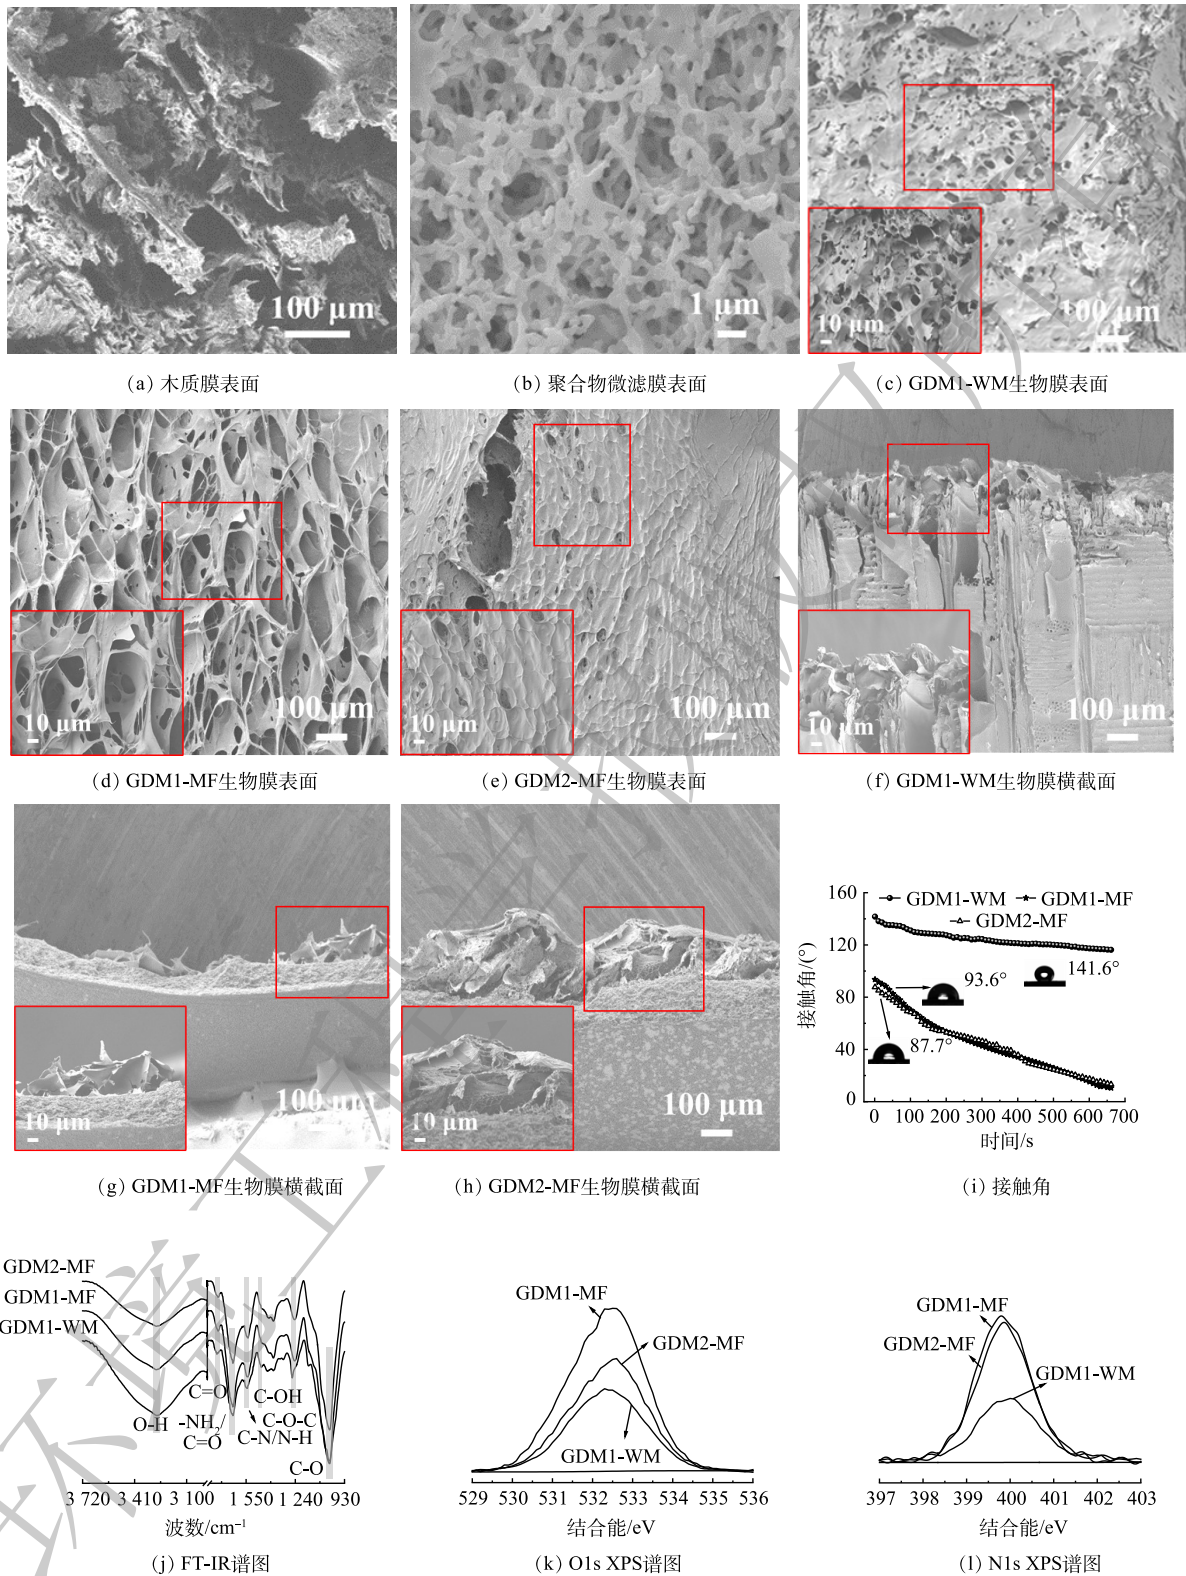 100 μm
1 μm
10 μm
100 μm
(a) 木质膜表面
(b) 聚合物微滤膜表面
(c) GDM1-WM生物膜表面
10 μm
100 μm
10 μm
100 μm
10 μm
100 μm
(d) GDM1-MF生物膜表面
(e) GDM2-MF生物膜表面
(f) GDM1-WM生物膜横截面
10 μm
100 μm
10 μm
100 μm
160
120
80
40
0
接触角/(°)
GDM1-WM
GDM1-MF
GDM2-MF
93.6°
141.6°
87.7°
0 100 200 300 400 500 600 700
时间/s
(g) GDM1-MF生物膜横截面
(h) GDM2-MF生物膜横截面
(i) 接触角
GDM2-MF
GDM1-MF
GDM1-WM
O-H
C=O
-NH2/
C=O
C-OH
C-O-C
C-N/N-H
C-O
3 720 3 410 3 100 1 550 1 240 930
波数/cm⁻¹
(j) FT-IR谱图
GDM1-MF
GDM2-MF
GDM1-WM
529 530 531 532 533 534 535 536
结合能/eV
(k) O1s XPS谱图
GDM1-MF
GDM2-MF
GDM1-WM
397 398 399 400 401 402 403
结合能/eV
(l) N1s XPS谱图